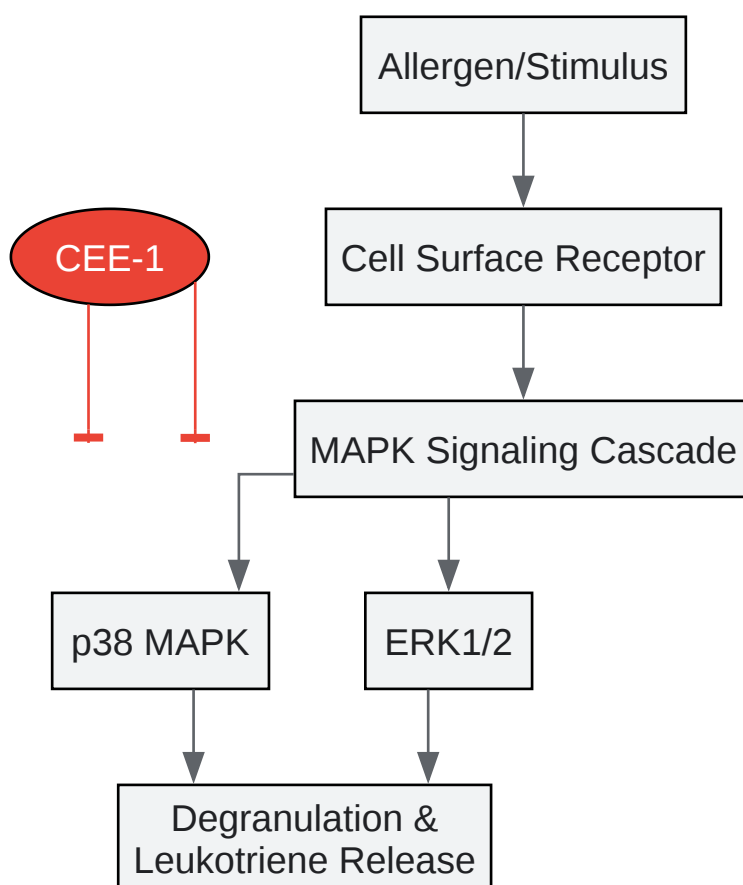 Allergen/Stimulus
CEE-1
Cell Surface Receptor
MAPK Signaling Cascade
p38 MAPK
ERK1/2
Degranulation &
Leukotriene Release